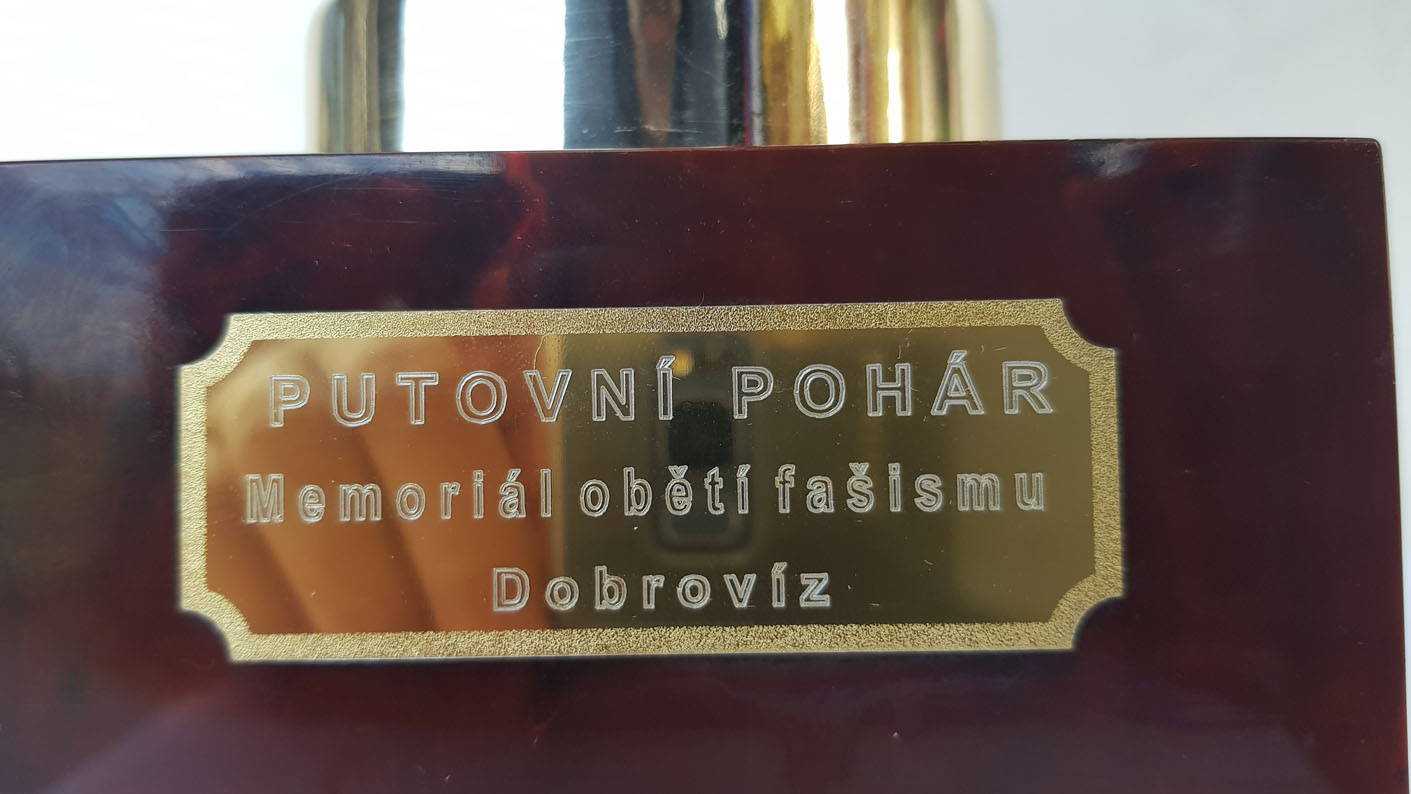 PUTOVNÍ POHÁR
Memoriál obětí fašismu
Dobrovíz